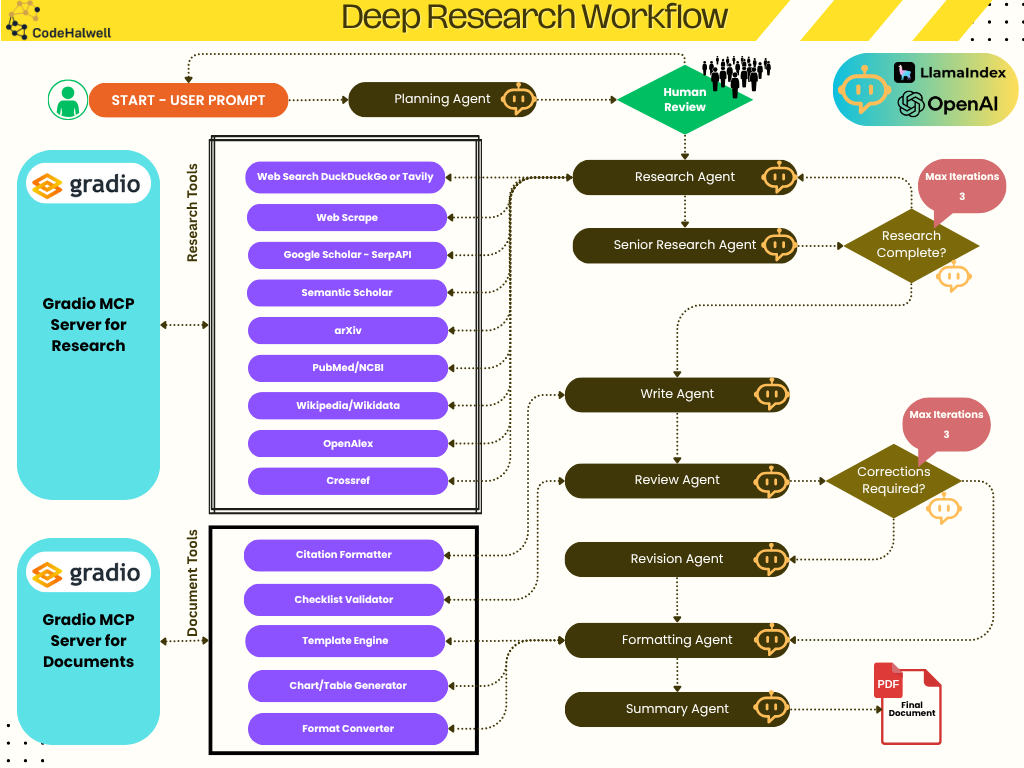 Deep Research Workflow
CodeHalwell
START - USER PROMPT
Planning Agent
Human
Review
LlamaIndex
OpenAI
gradio
Gradio MCP
Server for
Research
Research Tools
Web Search DuckDuckGo or Tavily
Web Scrape
Google Scholar - SerpAPI
Semantic Scholar
arXiv
PubMed/NCBI
Wikipedia/Wikidata
OpenAlex
Crossref
Research Agent
Senior Research Agent
Max Iterations
3
Research
Complete?
Write Agent
Review Agent
Max Iterations
3
Corrections
Required?
Revision Agent
Formatting Agent
Summary Agent
gradio
Gradio MCP
Server for
Documents
Document Tools
Citation Formatter
Checklist Validator
Template Engine
Chart/Table Generator
Format Converter
PDF
Final
Document